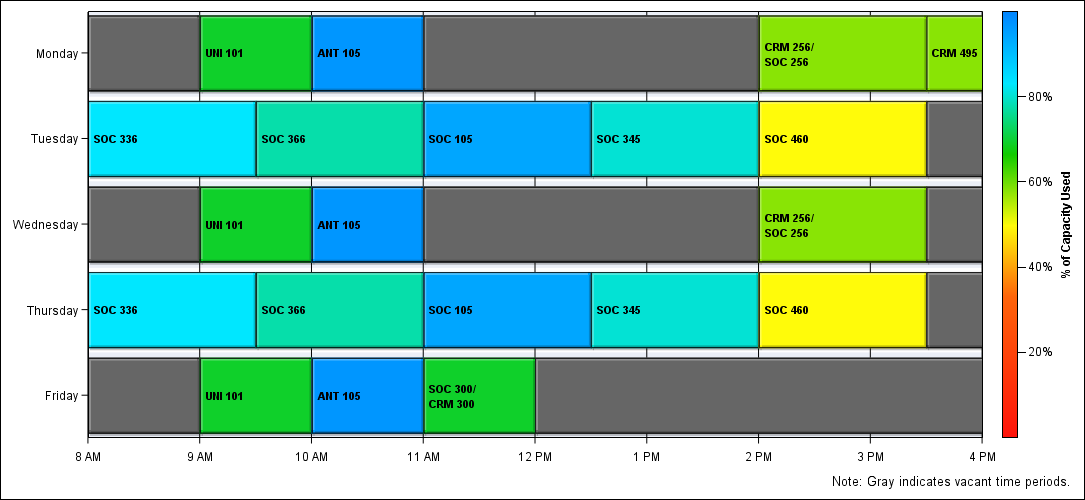 Monday
UNI 101
ANT 105
CRM 256/
SOC 256
CRM 495
Tuesday
SOC 336
SOC 366
SOC 105
SOC 345
SOC 460
Wednesday
UNI 101
ANT 105
CRM 256/
SOC 256
Thursday
SOC 336
SOC 366
SOC 105
SOC 345
SOC 460
Friday
UNI 101
ANT 105
SOC 300/
CRM 300
8 AM
9 AM
10 AM
11 AM
12 PM
1 PM
2 PM
3 PM
4 PM
80%
60%
40%
20%
% of Capacity Used
Note: Gray indicates vacant time periods.